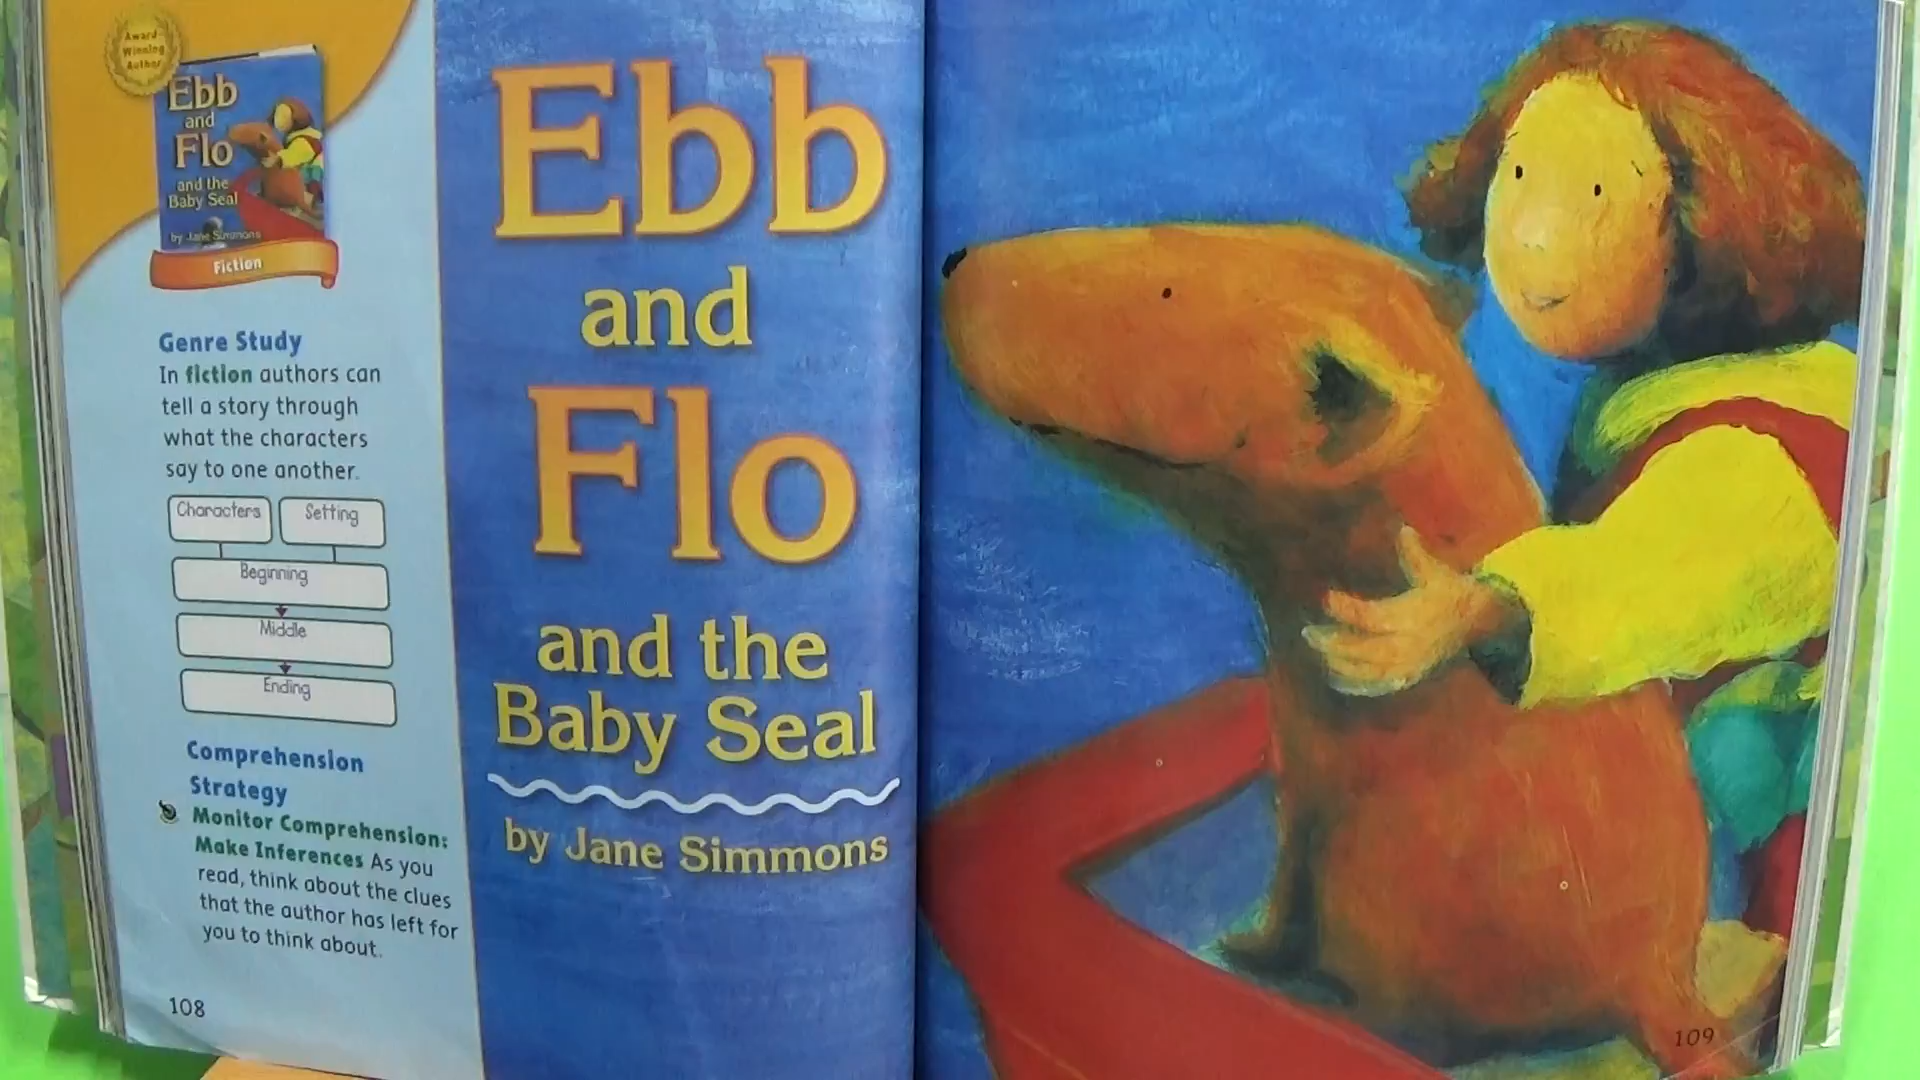 Award
Winning
Author
Ebb
and
Flo
and the
Baby Seal
by Jane Simmons
Fiction
Genre Study
In fiction authors can
tell a story through
what the characters
say to one another.
Characters
Setting
Beginning
Middle
Ending
Comprehension
Strategy
Monitor Comprehension:
Make Inferences As you
read, think about the clues
that the author has left for
you to think about.
108
Ebb
and
Flo
and the
Baby Seal
by Jane Simmons
109